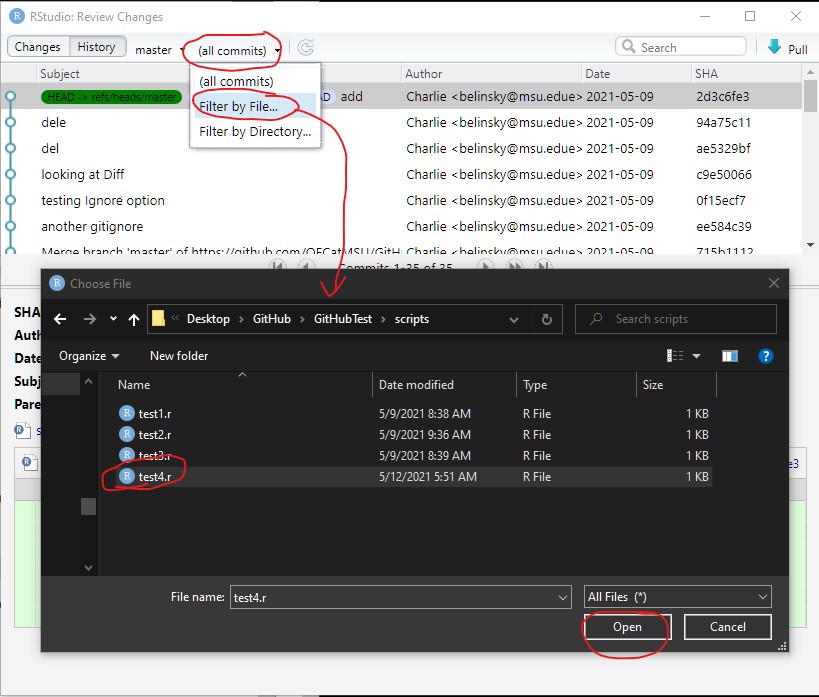 RStudio: Review Changes
Changes History master (all commits) Search Pull
(all commits)
Filter by File...
Filter by Directory...
Subject Author Date SHA
HEAD -> refs/heads/master AD add Charlie <belinsky@msu.edue> 2021-05-09 2d3c6fe3
dele Charlie <belinsky@msu.edue> 2021-05-09 94a75c11
del Charlie <belinsky@msu.edue> 2021-05-09 ae5329bf
looking at Diff Charlie <belinsky@msu.edue> 2021-05-09 c9e50066
testing Ignore option Charlie <belinsky@msu.edue> 2021-05-09 0f15ecf7
another gitignore Charlie <belinsky@msu.edue> 2021-05-09 ee584c39
Merge branch 'master' of https://github.com/QFCatMSU/GitH Charlie <belinsky@msu.edue> 2021-05-09 715b1112
Commits 1-35 of 35
SHA
Auth
Date
Subj
Pare
s
e3
Choose File
Desktop GitHub GitHubTest scripts Search scripts
Organize New folder
Name Date modified Type Size
test1.r 5/9/2021 8:38 AM R File 1 KB
test2.r 5/9/2021 9:36 AM R File 1 KB
test3.r 5/9/2021 8:39 AM R File 1 KB
test4.r 5/12/2021 5:51 AM R File 1 KB
File name: test4.r All Files (*)
Open Cancel